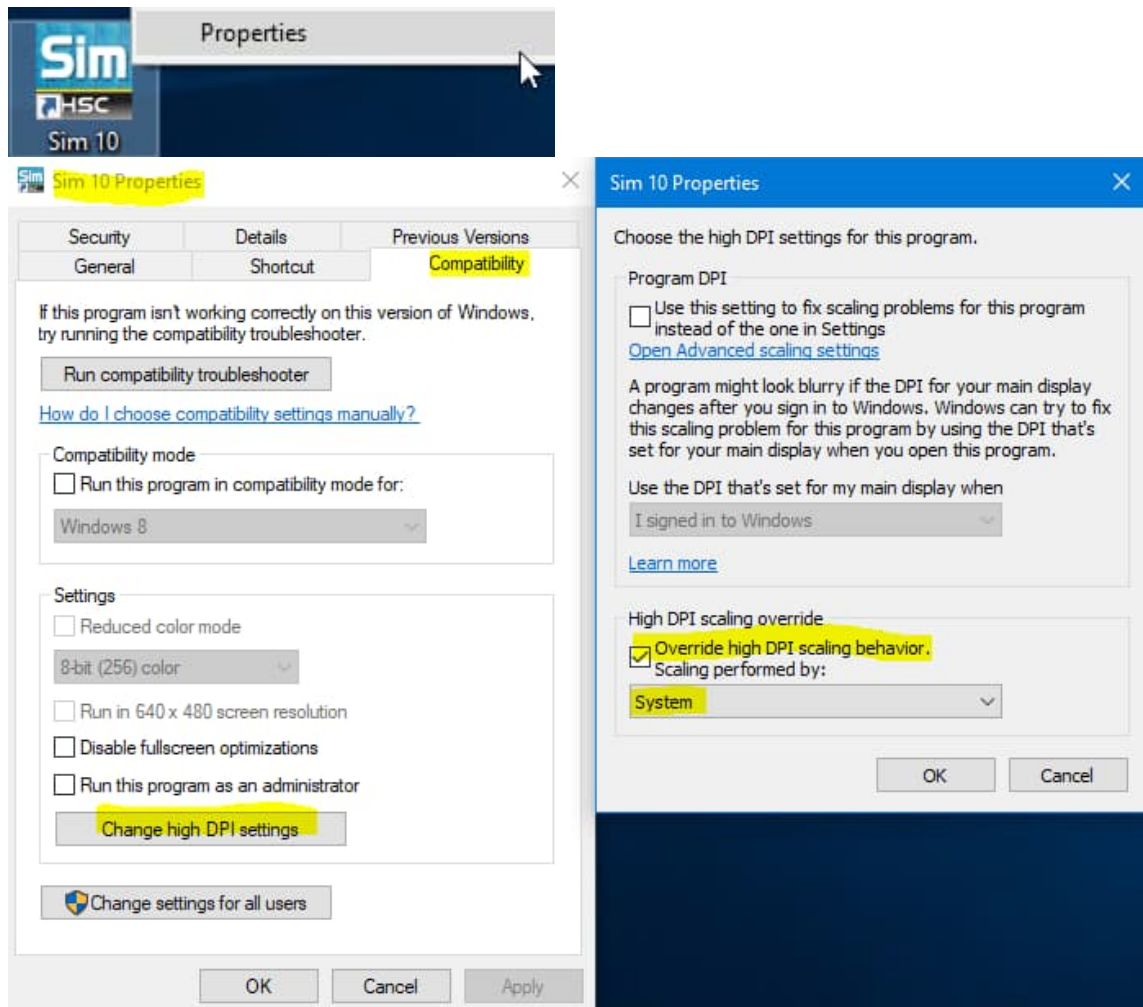 Properties
Sim
HSC
Sim 10
Sim 10 Properties
Security Details Previous Versions
General Shortcut Compatibility
If this program isn't working correctly on this version of Windows,
try running the compatibility troubleshooter.
Run compatibility troubleshooter
How do I choose compatibility settings manually?
Compatibility mode
Run this program in compatibility mode for:
Windows 8
Settings
Reduced color mode
8-bit (256) color
Run in 640 x 480 screen resolution
Disable fullscreen optimizations
Run this program as an administrator
Change high DPI settings
Change settings for all users
OK Cancel Apply
Sim 10 Properties
Choose the high DPI settings for this program.
Program DPI
Use this setting to fix scaling problems for this program
instead of the one in Settings
Open Advanced scaling settings
A program might look blurry if the DPI for your main display
changes after you sign in to Windows. Windows can try to fix
this scaling problem for this program by using the DPI that's
set for your main display when you open this program.
Use the DPI that's set for my main display when
I signed in to Windows
Learn more
High DPI scaling override
Override high DPI scaling behavior.
Scaling performed by:
System
OK Cancel